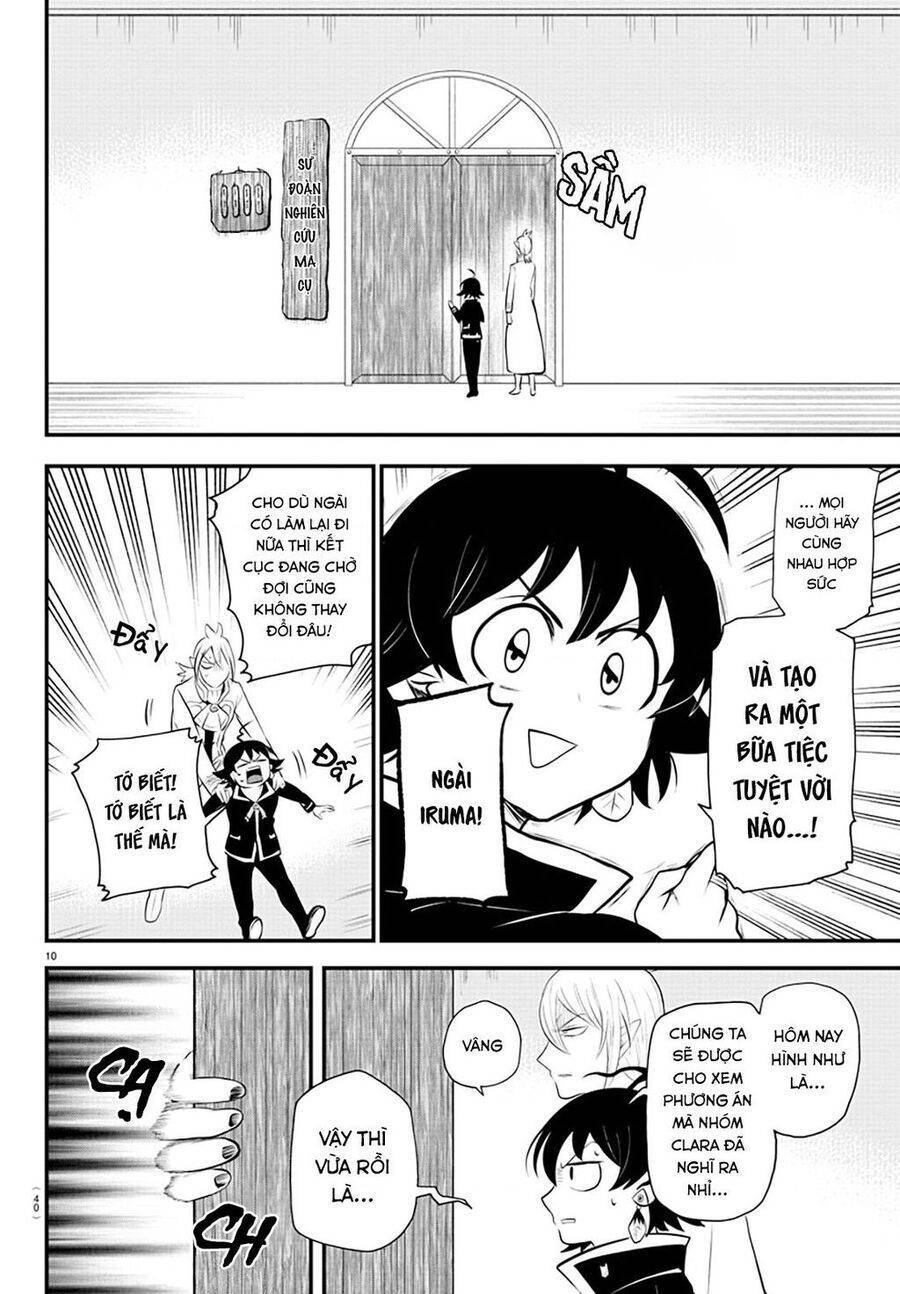 SẦM
SƯ
ĐOÀN
NGHIÊN
CỨU
MA
CỤ
... MỌI
NGƯỜI HÃY
CÙNG
NHAU HỢP
SỨC
VÀ TẠO
RA MỘT
BỮA TIỆC
TUYỆT VỜI
NÀO...!
NGÀI
IRUMA!
CHO DÙ NGÀI
CÓ LÀM LẠI ĐI
NỮA THÌ KẾT
CỤC ĐANG CHỜ
ĐỢI CŨNG
KHÔNG THAY
ĐỔI ĐÂU!
ĐẨY
ĐẨY
TỚ BIẾT!
TỚ BIẾT LÀ
THẾ MÀ!
10
HÔM NAY
HÌNH NHƯ
LÀ...
CHÚNG TA
SẼ ĐƯỢC
CHO XEM
PHƯƠNG ÁN
MÀ NHÓM
CLARA ĐÃ
NGHĨ RA
NHỈ...
VÂNG
VẬY THÌ
VỪA RỒI
LÀ...
CẠ
CH
(40)